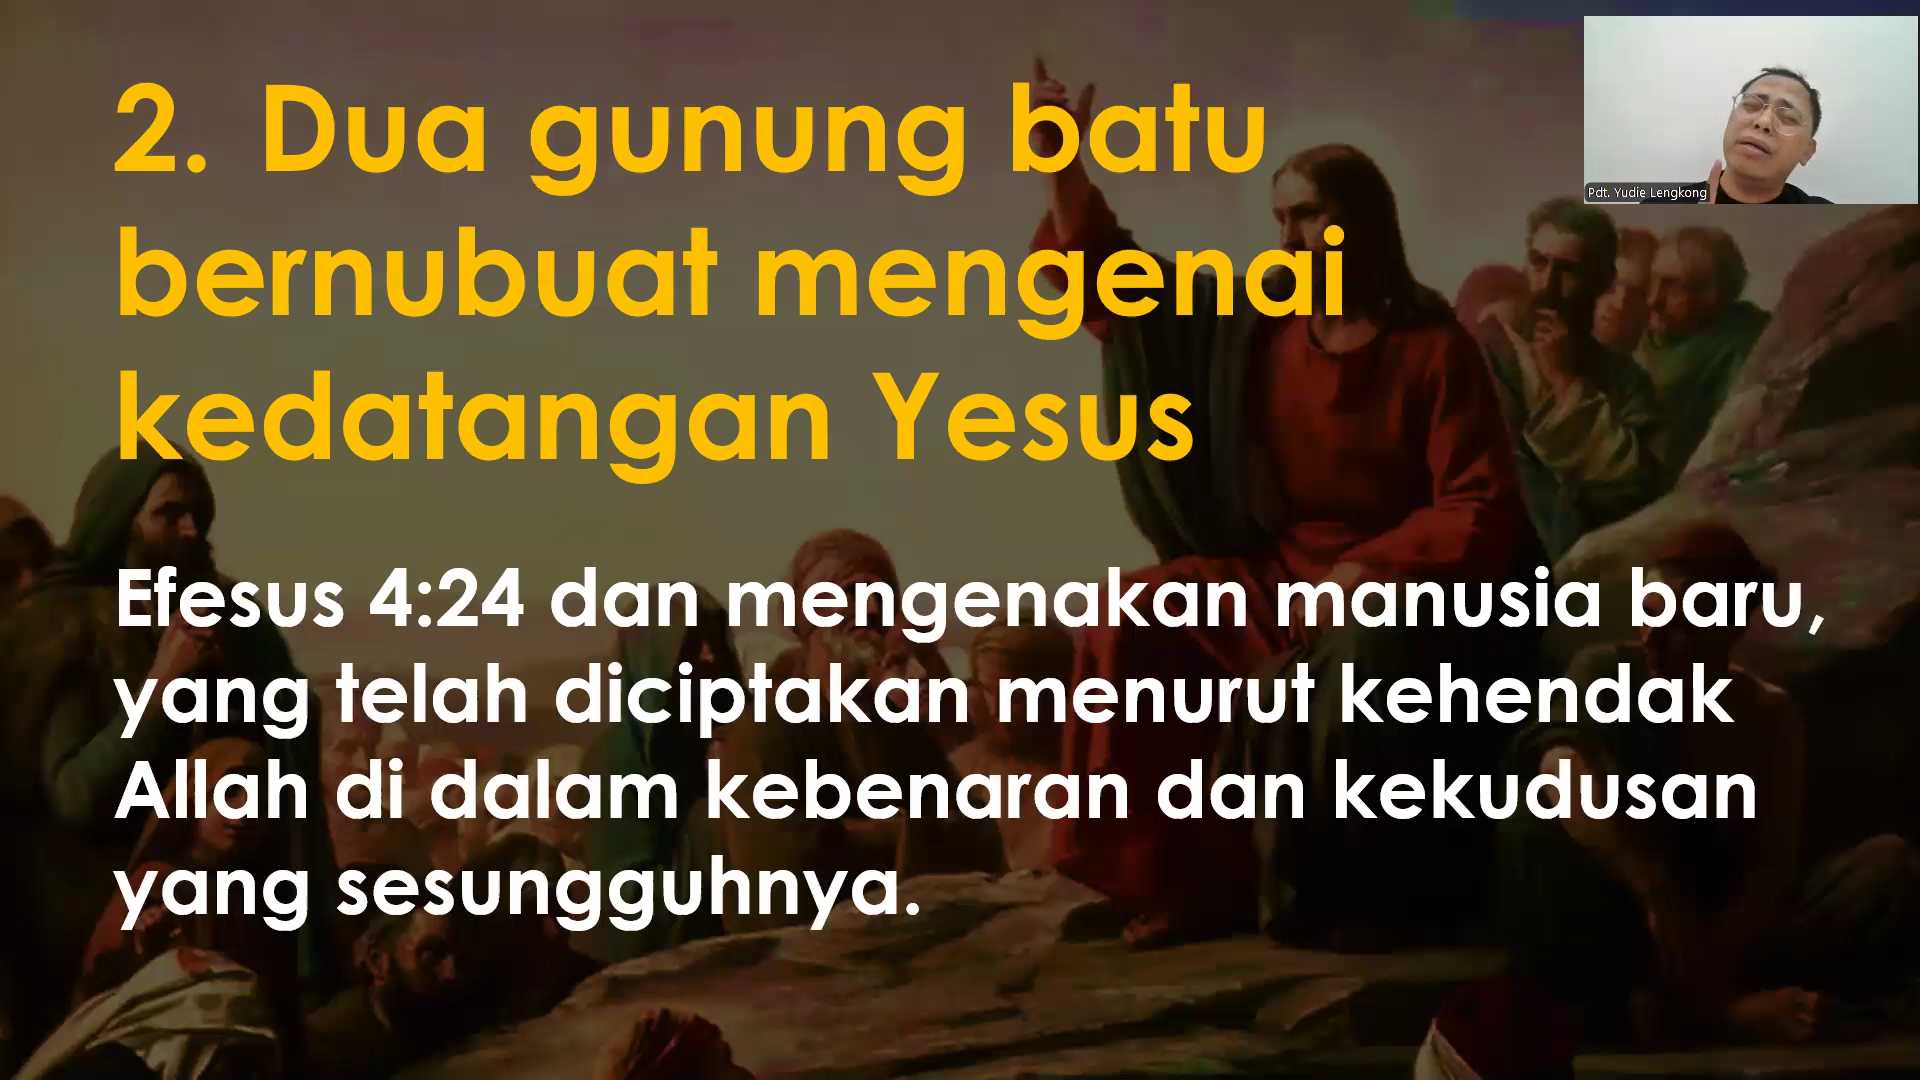 2. Dua gunung batu
bernubuat mengenai
kedatangan Yesus
Efesus 4:24 dan mengenakan manusia baru,
yang telah diciptakan menurut kehendak
Allah di dalam kebenaran dan kekudusan
yang sesungguhnya.
Pdt. Yudie Lengkong